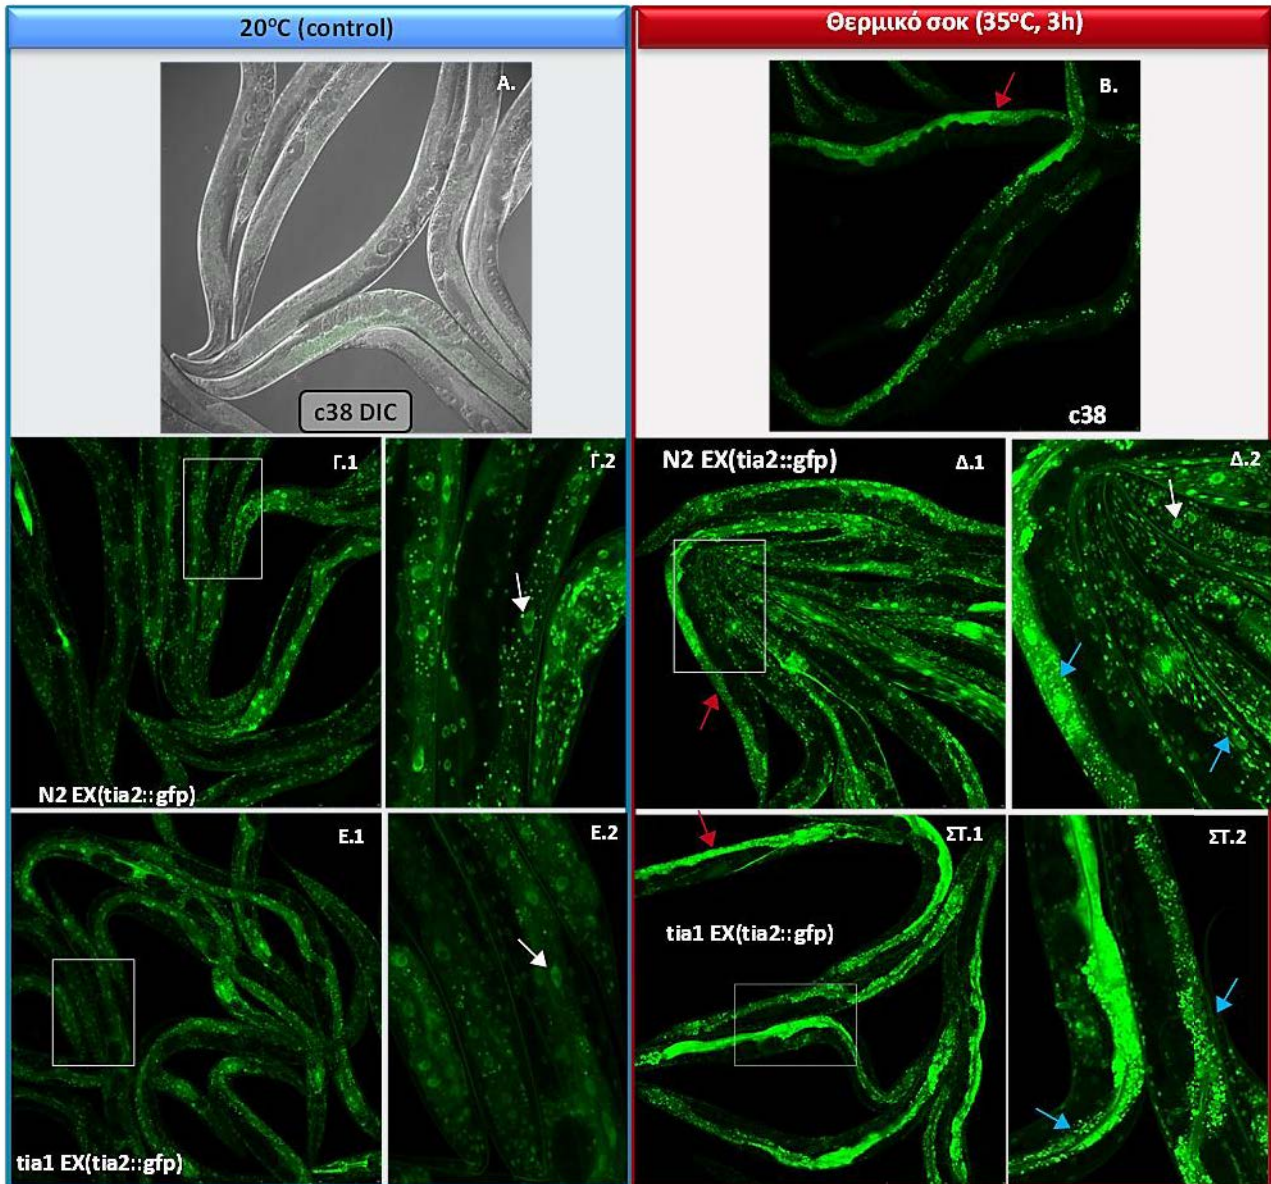 20°C (control)
Θερμικό σοκ (35°C, 3h)
A.
B.
c38 DIC
c38
Γ.1
Γ.2
N2 EX(tia2::gfp)
Δ.1
Δ.2
N2 EX(tia2::gfp)
E.1
E.2
ΣΤ.1
ΣΤ.2
tia1 EX(tia2::gfp)
tia1 EX(tia2::gfp)